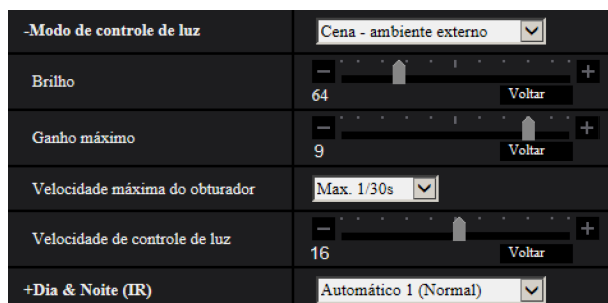 -Modo de controle de luz Cena - ambiente externo
Brilho
64 Voltar
Ganho máximo
9 Voltar
Velocidade máxima do obturador Max. 1/30s
Velocidade de controle de luz
16 Voltar
+Dia & Noite (IR) Automático 1 (Normal)